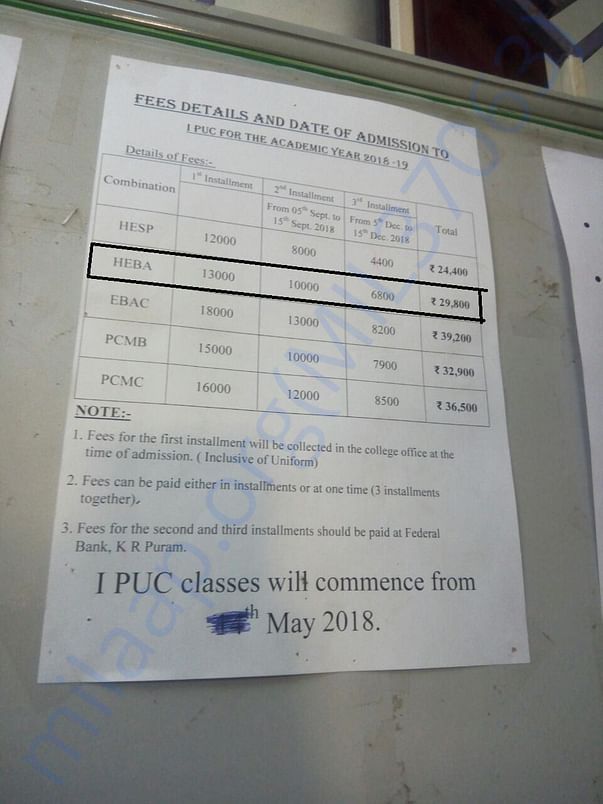 FEES DETAILS AND DATE OF ADMISSION TO
I PUC FOR THE ACADEMIC YEAR 2018 -19
Details of Fees:-
Combination 1st Installment 2nd Installment From 05th Sept. to 15th Sept. 2018 3rd Installment From 5th Dec. to 15th Dec. 2018 Total
HESP 12000 8000 4400 ₹ 24,400
HEBA 13000 10000 6800 ₹ 29,800
EBAC 18000 13000 8200 ₹ 39,200
PCMB 15000 10000 7900 ₹ 32,900
PCMC 16000 12000 8500 ₹ 36,500
NOTE:-
1. Fees for the first installment will be collected in the college office at the
time of admission. ( Inclusive of Uniform)
2. Fees can be paid either in installments or at one time (3 installments
together).
3. Fees for the second and third installments should be paid at Federal
Bank, K R Puram.
I PUC classes will commence from
th May 2018.
milaap.org(MIL370637)